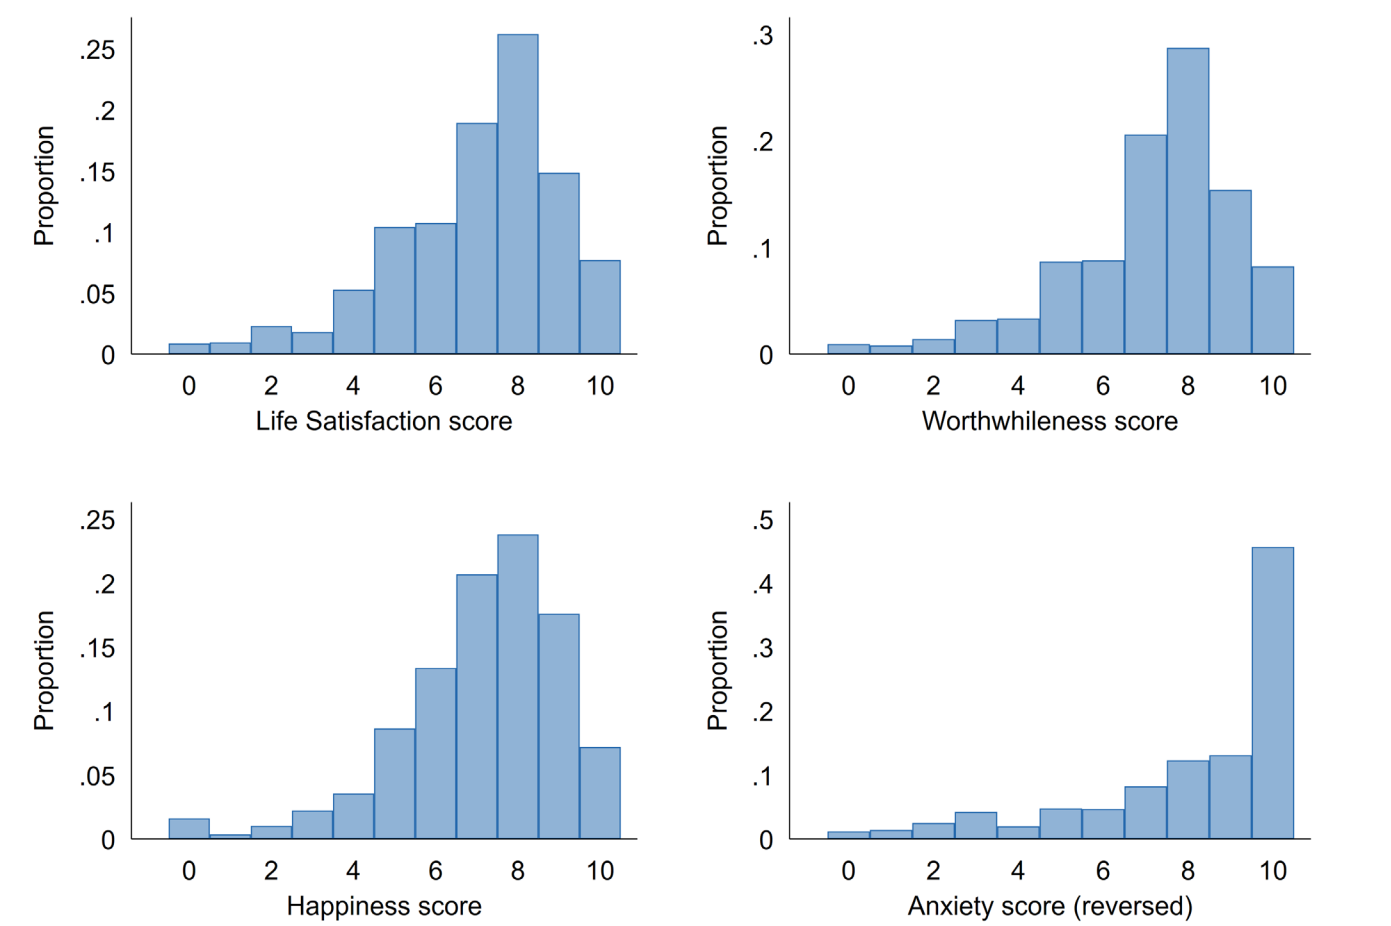 Proportion
.25
.2
.15
.1
.05
0
0 2 4 6 8 10
Life Satisfaction score
Proportion
.3
.2
.1
0
0 2 4 6 8 10
Worthwhileness score
Proportion
.25
.2
.15
.1
.05
0
0 2 4 6 8 10
Happiness score
Proportion
.5
.4
.3
.2
.1
0
0 2 4 6 8 10
Anxiety score (reversed)